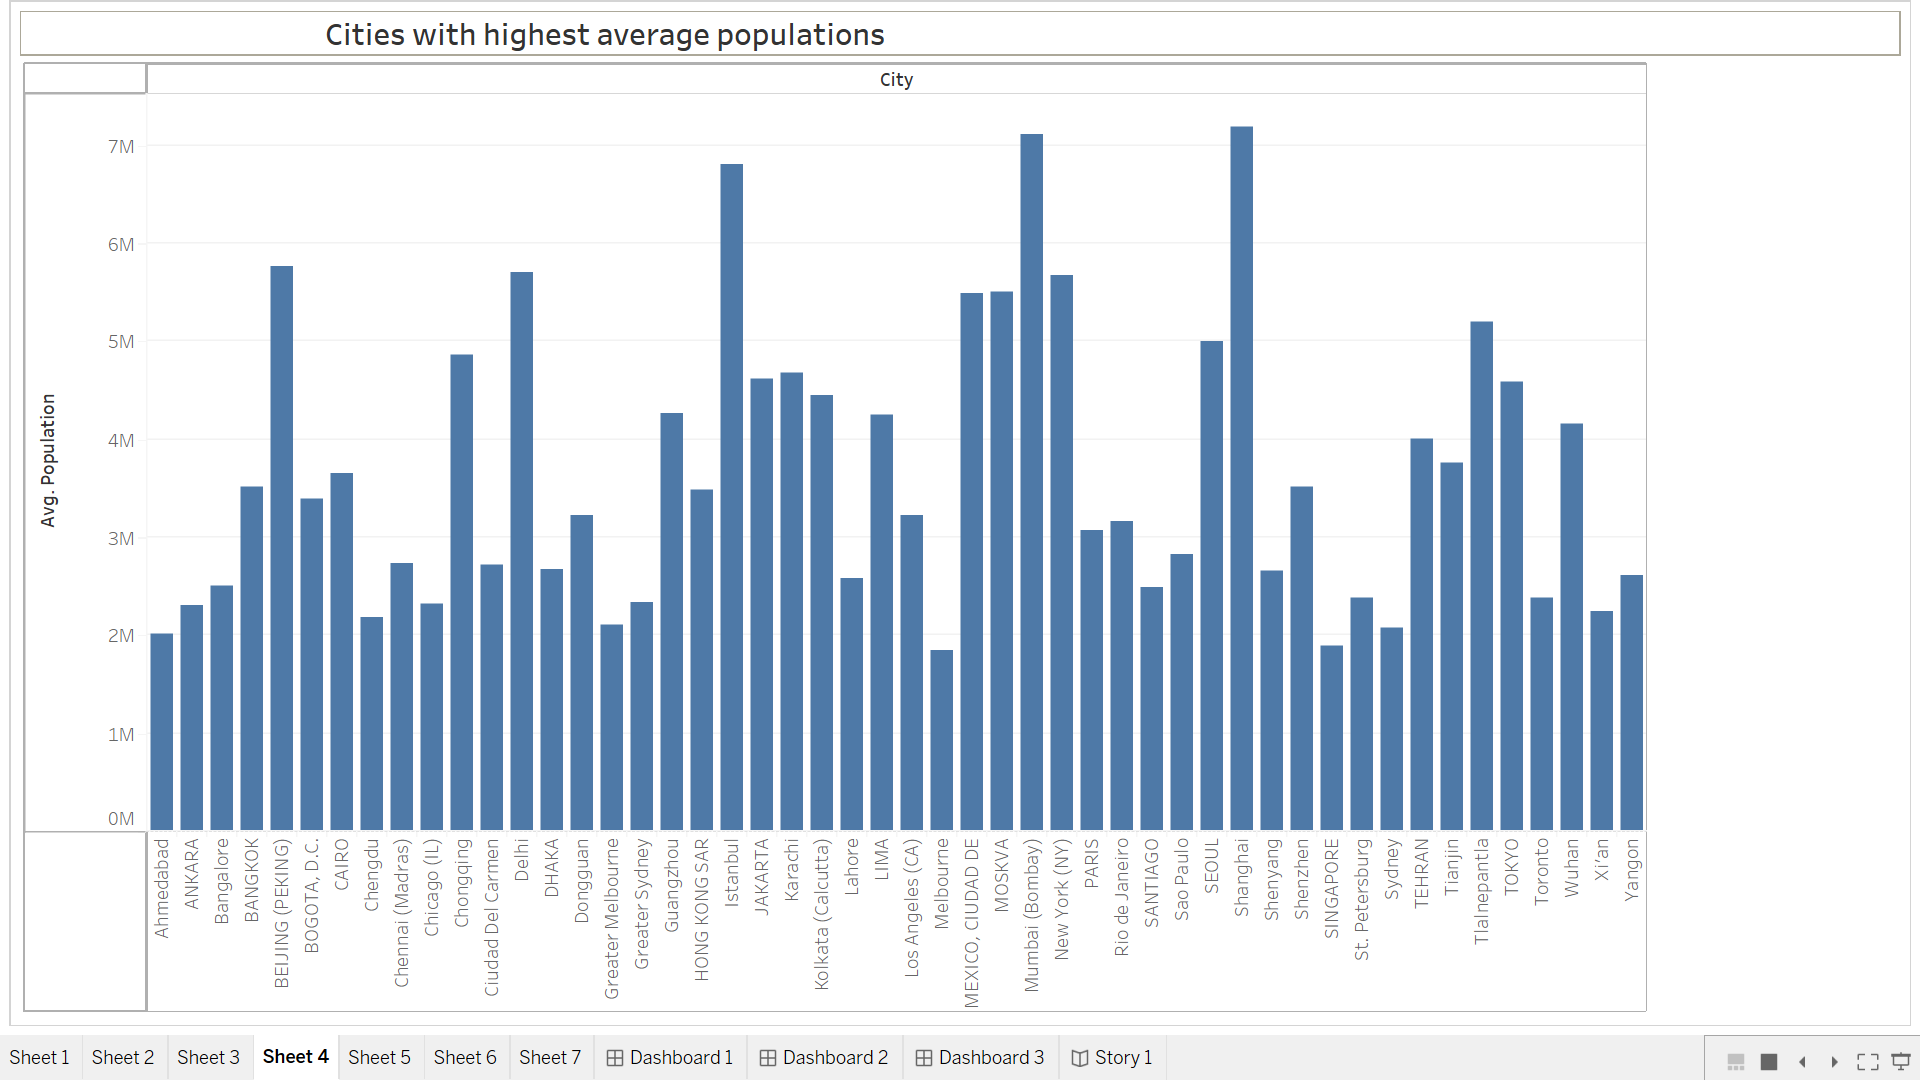 Cities with highest average populations
City
Avg. Population
7M
6M
5M
4M
3M
2M
1M
0M
Ahmedabad
ANKARA
Bangalore
BANGKOK
BEIJING (PEKING)
BOGOTA, D.C.
CAIRO
Chengdu
Chennai (Madras)
Chicago (IL)
Chongqing
Ciudad Del Carmen
Delhi
DHAKA
Dongguan
Greater Melbourne
Greater Sydney
Guangzhou
HONG KONG SAR
Istanbul
JAKARTA
Karachi
Kolkata (Calcutta)
Lahore
LIMA
Los Angeles (CA)
Melbourne
MEXICO, CIUDAD DE
MOSKVA
Mumbai (Bombay)
New York (NY)
PARIS
Rio de Janeiro
SANTIAGO
Sao Paulo
SEOUL
Shanghai
Shenyang
Shenzhen
SINGAPORE
St. Petersburg
Sydney
TEHRAN
Tianjin
Tlalnepantla
TOKYO
Toronto
Wuhan
Xi'an
Yangon
Sheet 1 Sheet 2 Sheet 3 Sheet 4 Sheet 5 Sheet 6 Sheet 7 Dashboard 1 Dashboard 2 Dashboard 3 Story 1